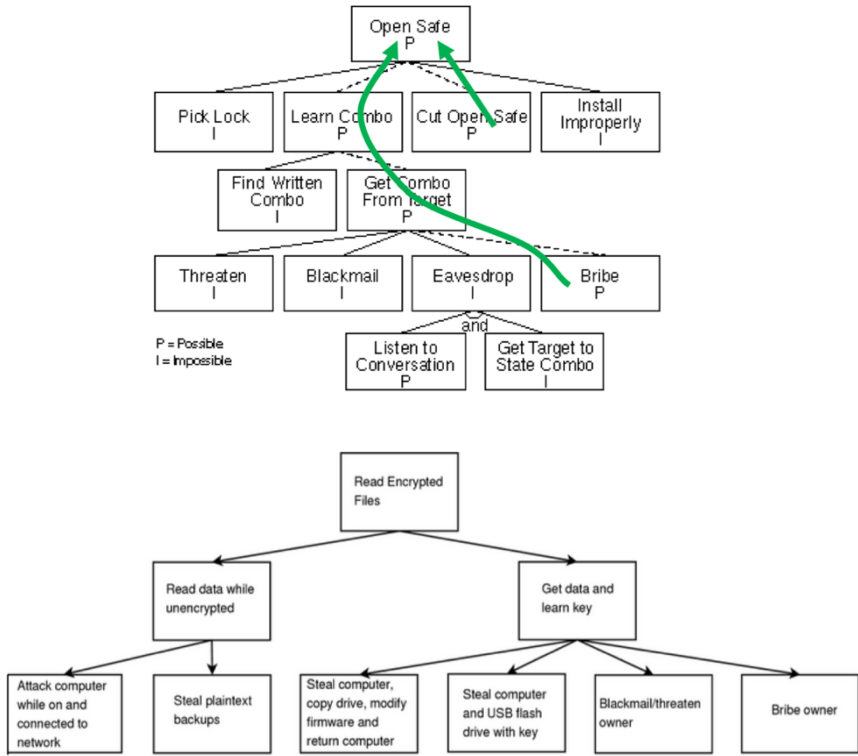 Open Safe
P
Pick Lock
I
Learn Combo
P
Cut Open Safe
P
Install
Improperly
I
Find Written
Combo
I
Get Combo
From Target
P
Threaten
I
Blackmail
I
Eavesdrop
I
Bribe
P
and
P = Possible
I = Impossible
Listen to
Conversation
P
Get Target to
State Combo
I
Read Encrypted
Files
Read data while
unencrypted
Get data and
learn key
Attack computer
while on and
connected to
network
Steal plaintext
backups
Steal computer,
copy drive, modify
firmware and
return computer
Steal computer
and USB flash
drive with key
Blackmail/threaten
owner
Bribe owner